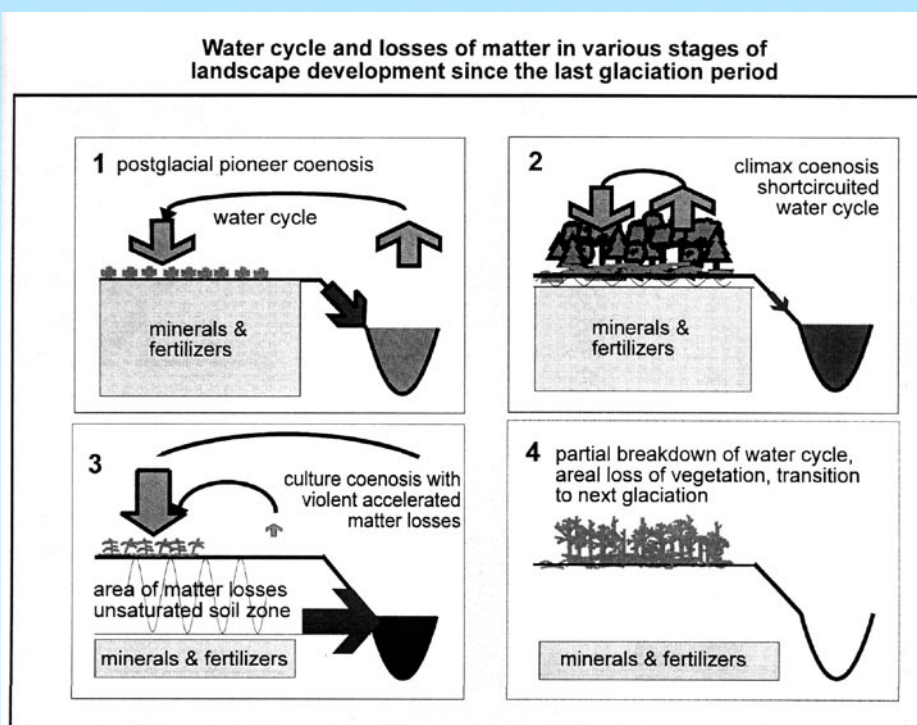 Water cycle and losses of matter in various stages of
landscape development since the last glaciation period
1 postglacial pioneer coenosis
water cycle
minerals &
fertilizers
2
climax coenosis
shortcircuited
water cycle
minerals &
fertilizers
3
culture coenosis with
violent accelerated
matter losses
area of matter losses
unsaturated soil zone
minerals & fertilizers
4 partial breakdown of water cycle,
areal loss of vegetation, transition
to next glaciation
minerals & fertilizers